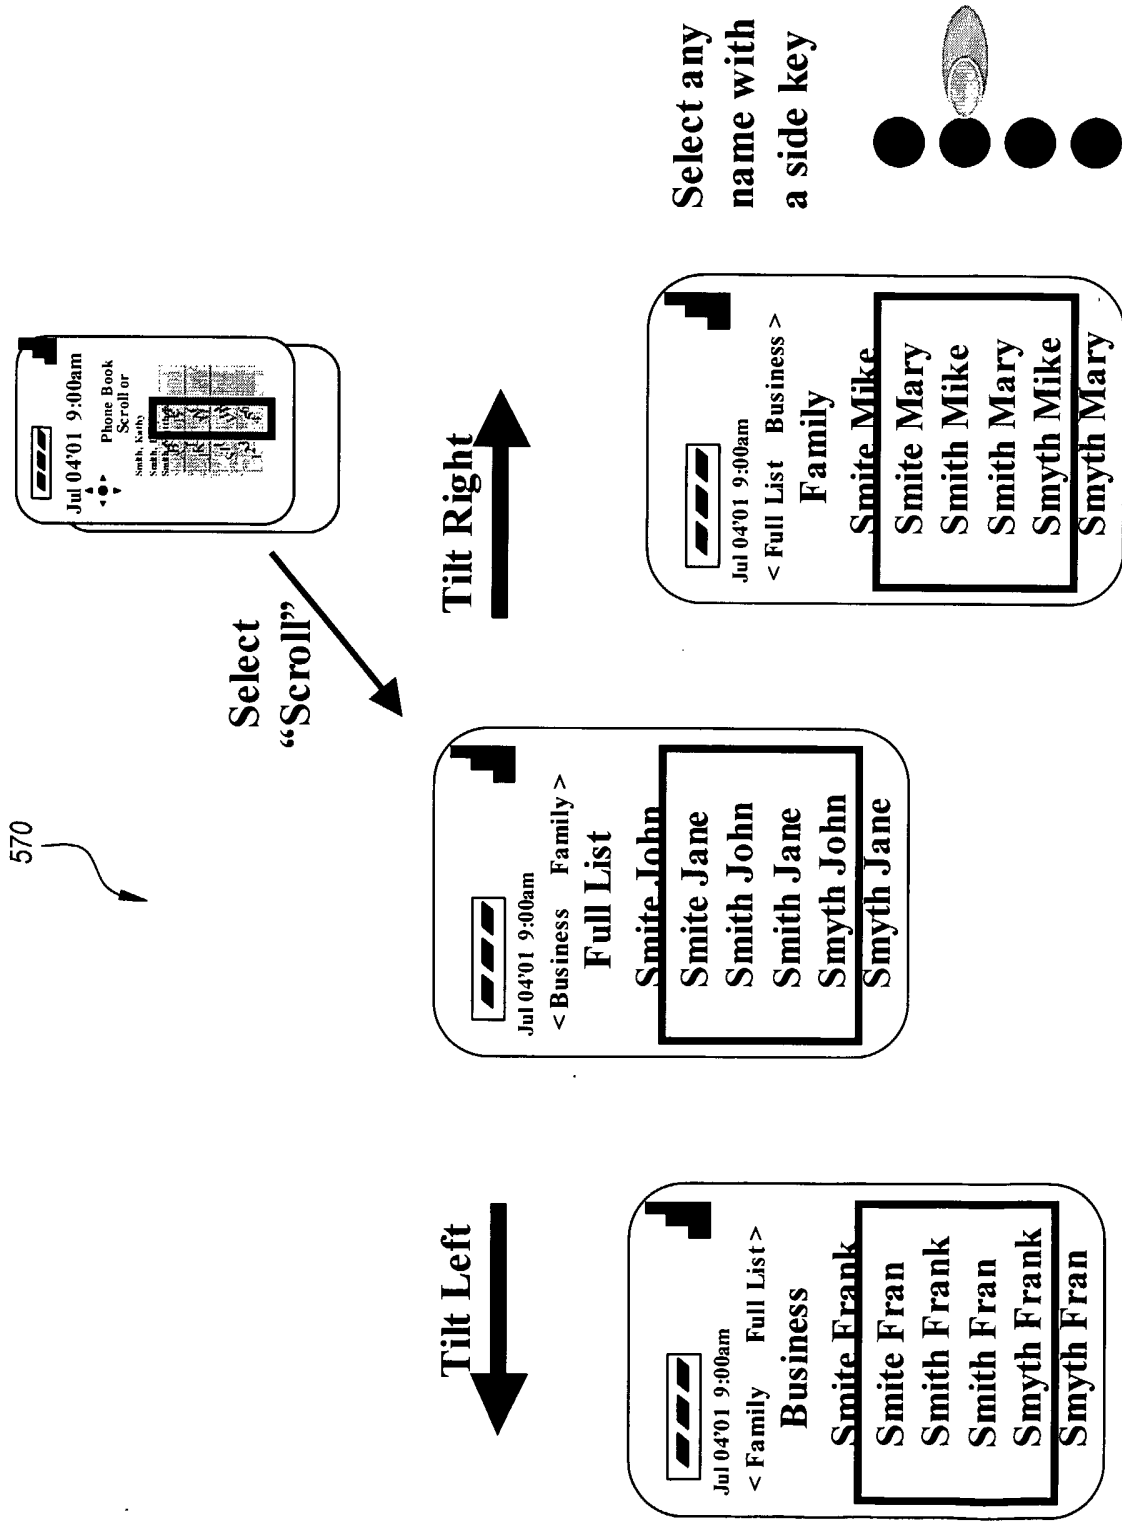 570
Jul 04'01 9:00am
Phone Book
Scroll or
Smith, Kathy
Select
“Scroll”
Tilt Left
Tilt Right
Jul 04'01 9:00am
< Family Full List >
Business
Smite Frank
Smite Fran
Smith Frank
Smith Fran
Smyth Frank
Smyth Fran
Jul 04'01 9:00am
<Business Family >
Full List
Smite John
Smite Jane
Smith John
Smith Jane
Smyth John
Smyth Jane
Jul 04'01 9:00am
< Full List Business >
Family
Smite Mike
Smite Mary
Smith Mike
Smith Mary
Smyth Mike
Smyth Mary
Select any
name with
a side key